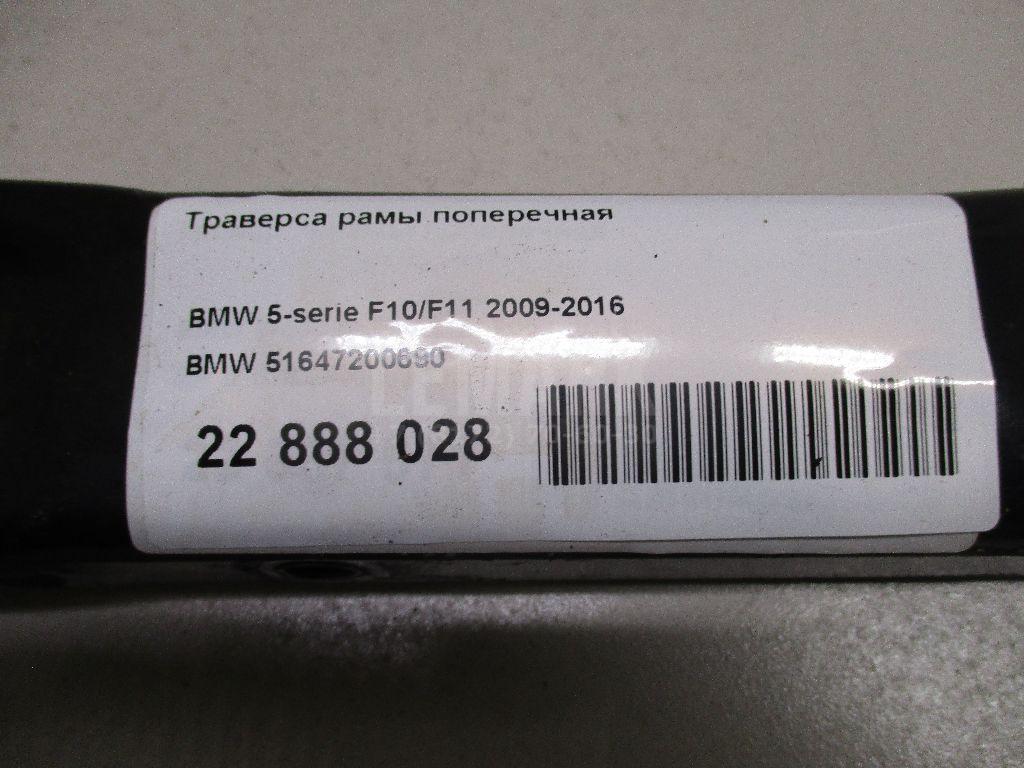 Траверса рамы поперечная
BMW 5-serie F10/F11 2009-2016
BMW 51647200690
22 888 028